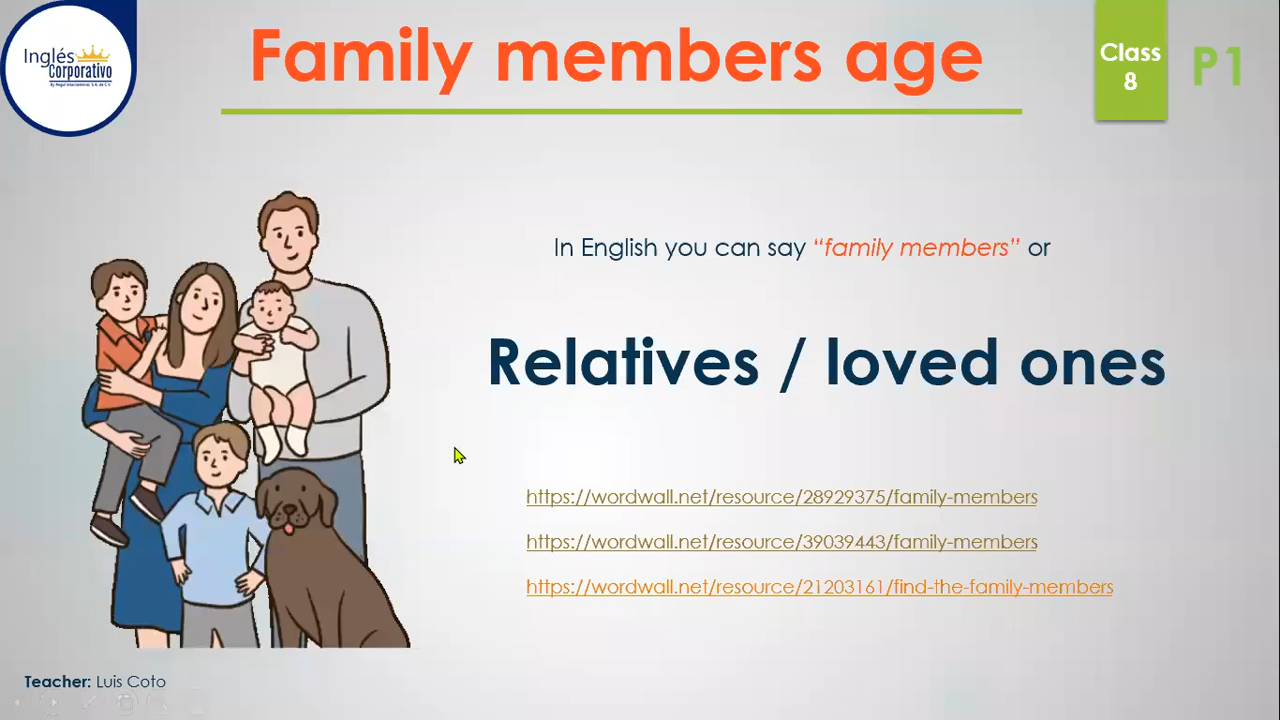 Inglés
Corporativo
Family members age
Class
8
P1
In English you can say “family members” or
Relatives / loved ones
https://wordwall.net/resource/28929375/family-members
https://wordwall.net/resource/39039443/family-members
https://wordwall.net/resource/21203161/find-the-family-members
Teacher: Luis Coto